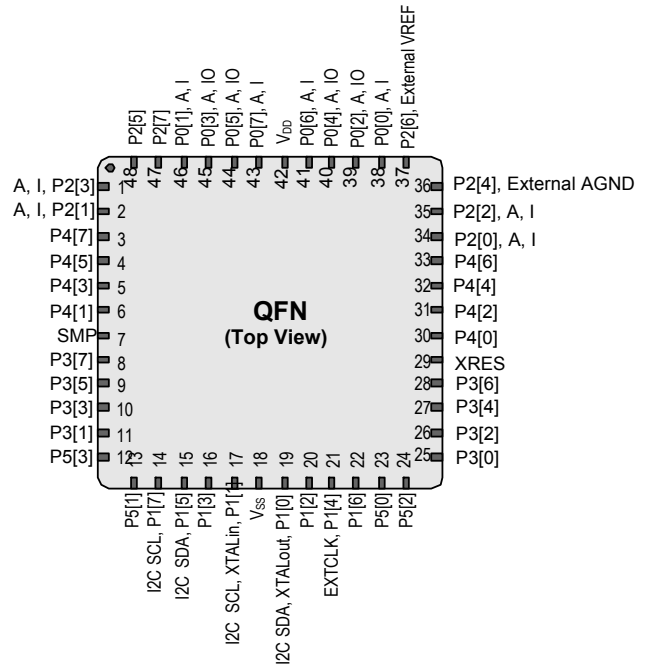 P2[5]
P2[7]
P0[1], A, I
P0[3], A, IO
P0[5], A, IO
P0[7], A, I
VDD
P0[6], A, I
P0[4], A, IO
P0[2], A, IO
P0[0], A, I
P2[6], External VREF
48
47
46
45
44
43
42
41
40
39
38
37
A, I, P2[3] 1
A, I, P2[1] 2
P4[7] 3
P4[5] 4
P4[3] 5
P4[1] 6
SMP 7
P3[7] 8
P3[5] 9
P3[3] 10
P3[1] 11
P5[3] 12
QFN
(Top View)
36 P2[4], External AGND
35 P2[2], A, I
34 P2[0], A, I
33 P4[6]
32 P4[4]
31 P4[2]
30 P4[0]
29 XRES
28 P3[6]
27 P3[4]
26 P3[2]
25 P3[0]
13
14
15
16
17
18
19
20
21
22
23
24
P5[1]
I2C SCL, P1[7]
I2C SDA, P1[5]
P1[3]
I2C SCL, XTALin, P1[1]
VSS
I2C SDA, XTALout, P1[0]
P1[2]
EXTCLK, P1[4]
P1[6]
P5[0]
P5[2]